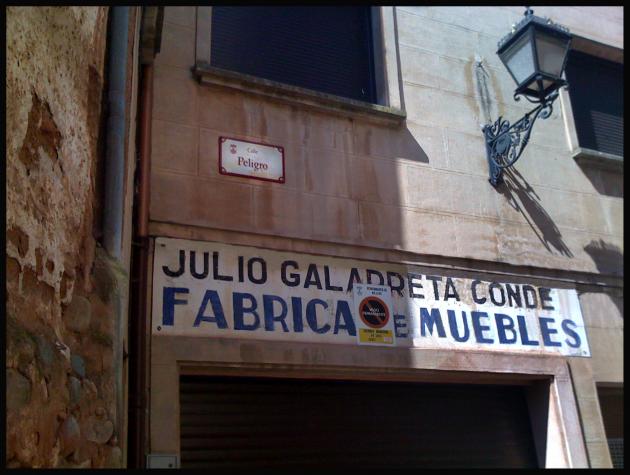 Calle
Peligro
JULIO GALARRETA CONDE
FABRICA DE MUEBLES